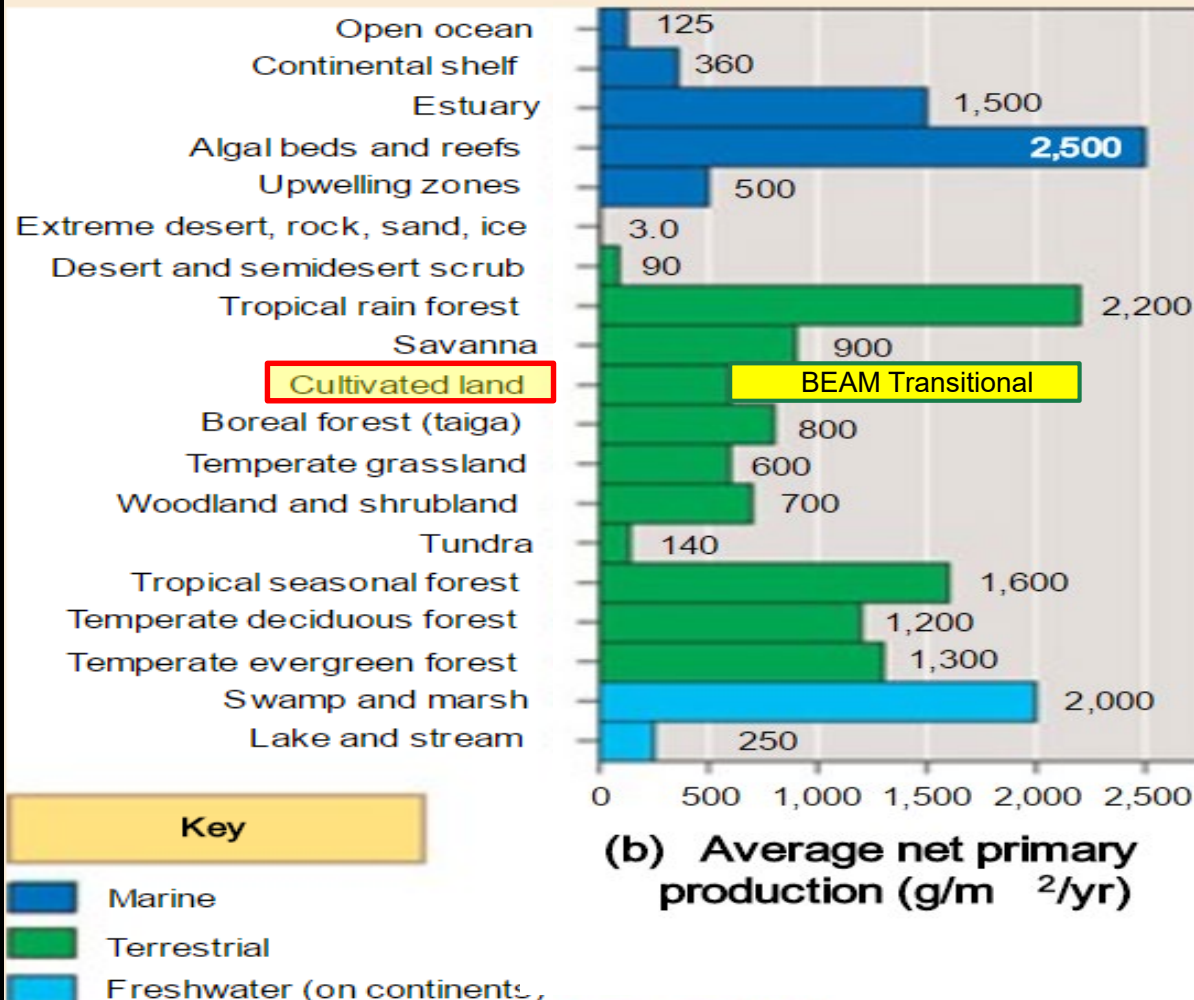 Open ocean 125
Continental shelf 360
Estuary 1,500
Algal beds and reefs 2,500
Upwelling zones 500
Extreme desert, rock, sand, ice 3.0
Desert and semidesert scrub 90
Tropical rain forest 2,200
Savanna 900
Cultivated land BEAM Transitional
Boreal forest (taiga) 800
Temperate grassland 600
Woodland and shrubland 700
Tundra 140
Tropical seasonal forest 1,600
Temperate deciduous forest 1,200
Temperate evergreen forest 1,300
Swamp and marsh 2,000
Lake and stream 250
0 500 1,000 1,500 2,000 2,500
(b) Average net primary
production (g/m ²/yr)
Key
Marine
Terrestrial
Freshwater (on continents)